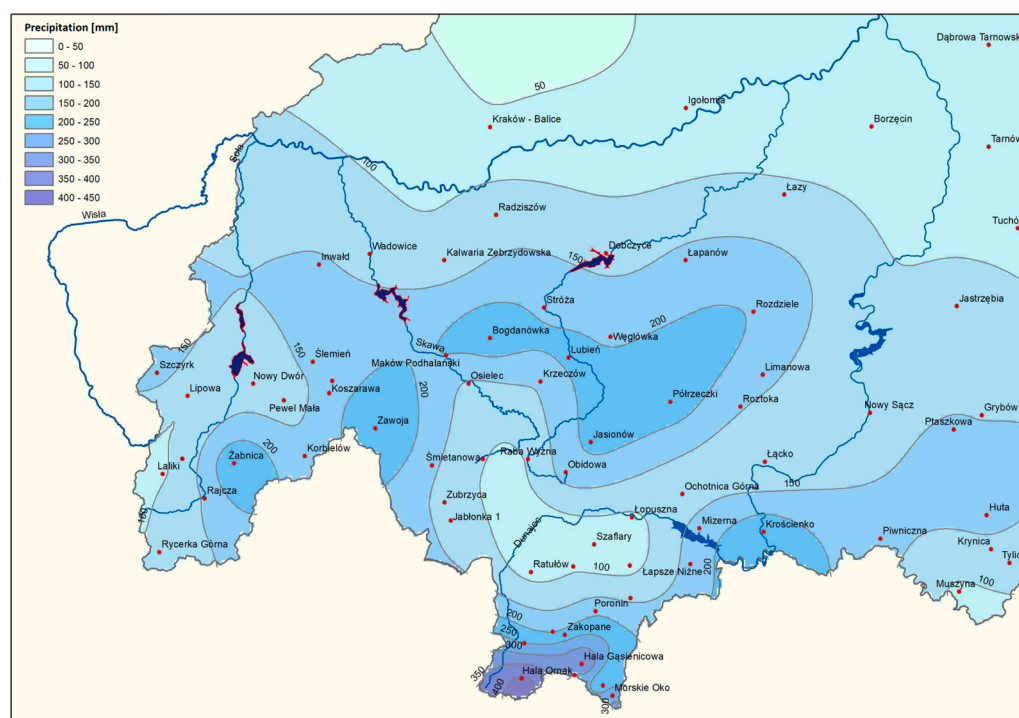 Precipitation [mm]
0 - 50
50 - 100
100 - 150
150 - 200
200 - 250
250 - 300
300 - 350
350 - 400
400 - 450
Dąbrowa Tarnowsk
50
Igołomia
Kraków - Balice
Borzęcin
Tarnów
Soła
100
Łazy
Wisła
Radziszów
Tuchó
Wadowice
Kalwaria Zebrzydowska
150
Dobczyce
Łapanów
Inwałd
Stróża
200
Rozdziele
Jastrzębia
Bogdanówka
Węglówka
150
150
Skawa
Ślemień
Maków Podhalański
Lubień
Szczyrk
Limanowa
Nowy Dwór
Osielec
Krzeczów
Lipowa
Koszarawa
200
Pewel Mała
Półrzeczki
Roztoka
Nowy Sącz
Grybów
Zawoja
Ptaszkowa
200
Jasionów
Korbielów
Żabnica
Śmietanowa
Raba Wyżna
Łącko
Laliki
Obidowa
150
Rajcza
Zubrzyca
Ochotnica Górna
100
Jabłonka 1
Łopuszna
Huta
Dunajec
Mizerna
Krościenko
Piwniczna
Rycerka Górna
Szaflary
Krynica
Tylic
Ratułów
100
Łapsze Niżne
200
Muszyna
100
Poronin
200
250
Zakopane
300
Hala Gąsienicowa
350
Hala Ornak
400
Morskie Oko
300